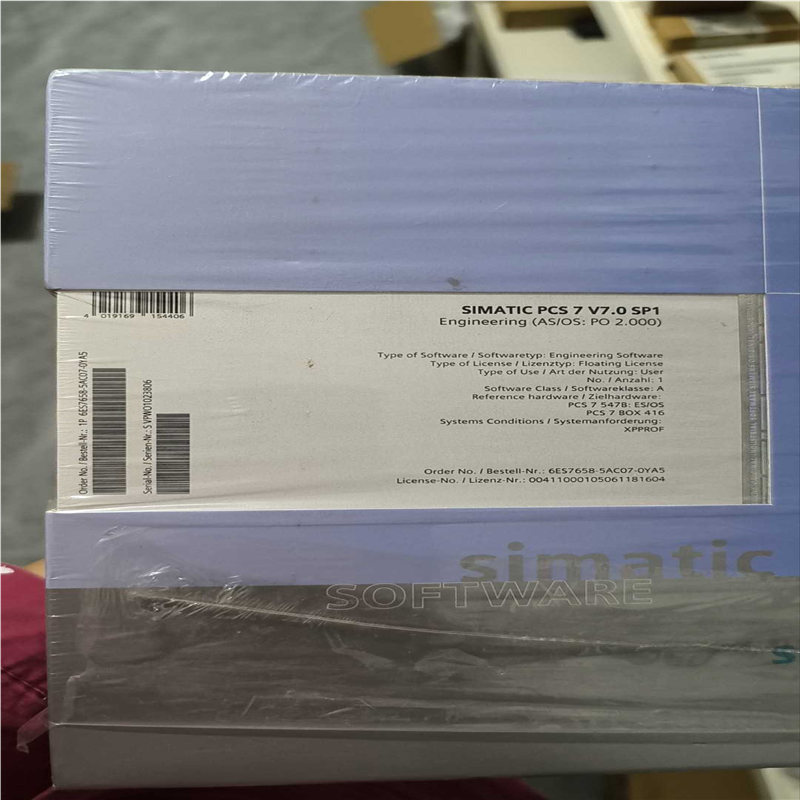 4 019169 154406
SIMATIC PCS 7 V7.0 SP1
Engineering (AS/OS: PO 2.000)
Type of Software / Softwaretyp: Engineering Software
Type of License / Lizenztyp: Floating License
Type of Use / Art der Nutzung: User
No. / Anzahl: 1
Software Class / Softwareklasse: A
Reference hardware / Zielhardware:
PCS 7 547B: ES/OS
PCS 7 BOX 416
Systems Conditions / Systemanforderung:
XPPROF
Order No. / Bestell-Nr.: 6ES7658-5AC07-0YA5
License-No. / Lizenz-Nr.: 00411000105061181604
Order No. / Bestell-Nr.: 1P 6ES7658-5AC07-0YA5
Serial-No. / Serien-Nr.: S VPW01023806
simatic
SOFTWARE
s